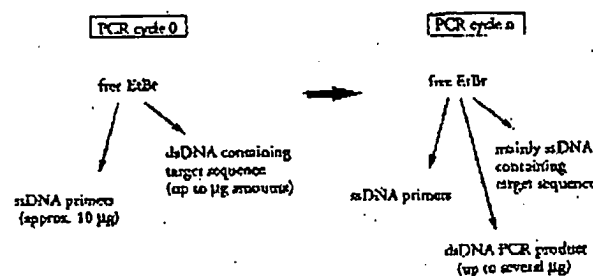 PCR cycle 0
free EtBr
dsDNA containing
target sequence
(up to µg amounts)
ssDNA primers
(approx. 10 µg)
PCR cycle n
free EtBr
mainly ssDNA
containing
target sequence
ssDNA primers
dsDNA PCR product
(up to several µg)